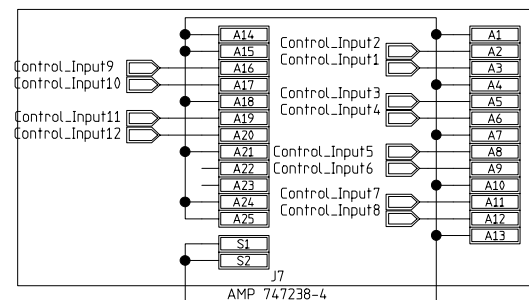 A14
A15
Control_Input9
A16
Control_Input10
A17
A18
Control_Input11
A19
Control_Input12
A20
A21
A22
A23
A24
A25
S1
S2
A1
Control_Input2
A2
Control_Input1
A3
A4
Control_Input3
A5
Control_Input4
A6
A7
Control_Input5
A8
Control_Input6
A9
A10
Control_Input7
A11
Control_Input8
A12
A13
J7
AMP 747238-4